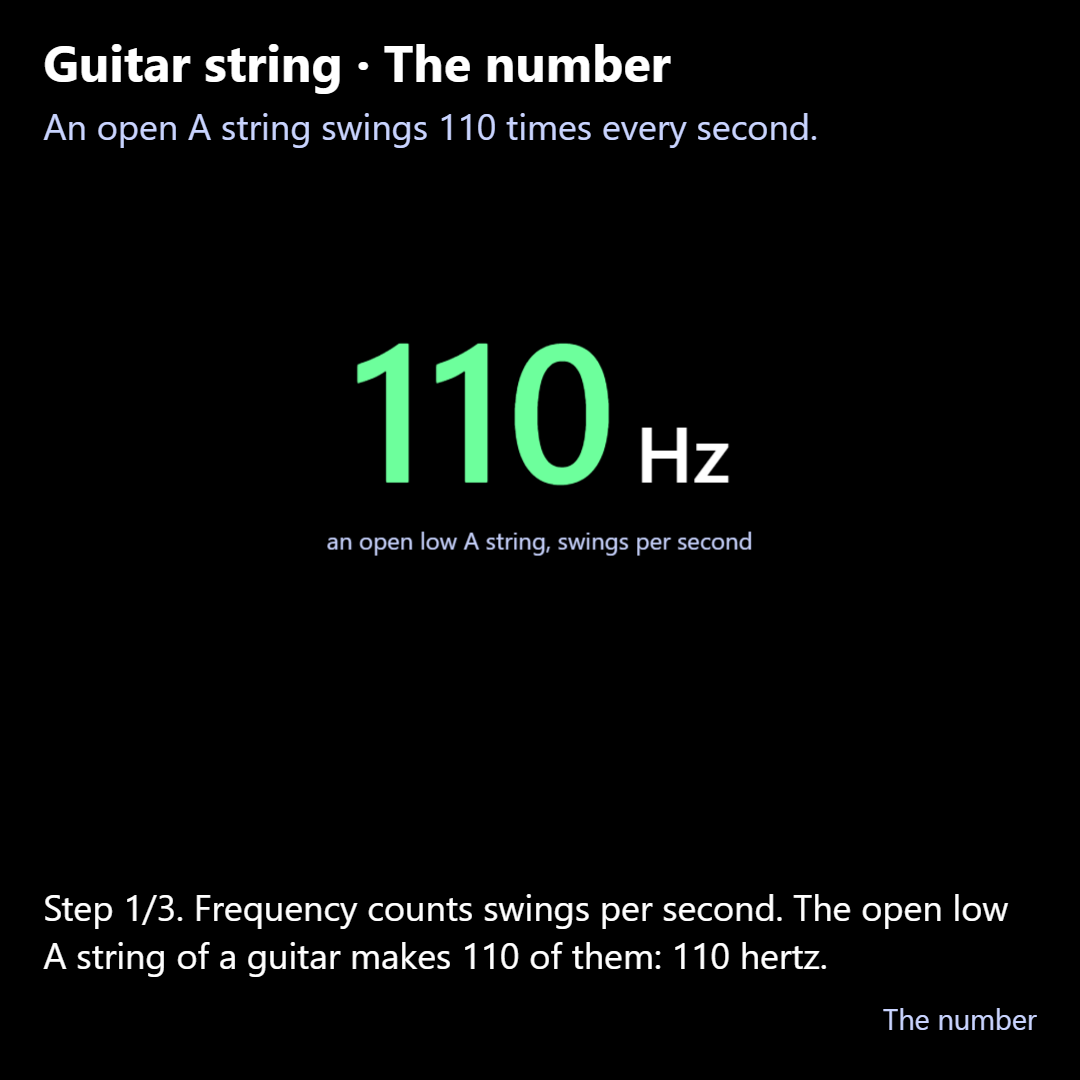 Guitar string · The number
An open A string swings 110 times every second.
110 Hz
an open low A string, swings per second
Step 1/3. Frequency counts swings per second. The open low
A string of a guitar makes 110 of them: 110 hertz.
The number